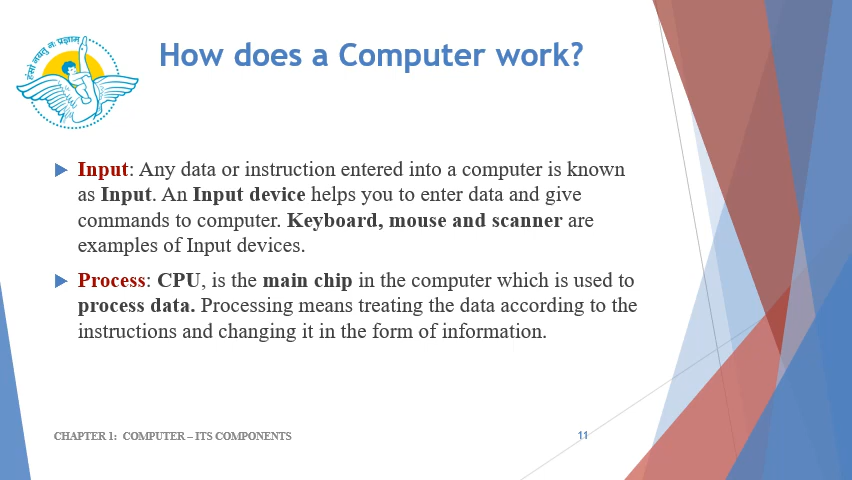 हंसो नयतु नः प्रज्ञाम्
How does a Computer work?
Input: Any data or instruction entered into a computer is known
as Input. An Input device helps you to enter data and give
commands to computer. Keyboard, mouse and scanner are
examples of Input devices.
Process: CPU, is the main chip in the computer which is used to
process data. Processing means treating the data according to the
instructions and changing it in the form of information.
CHAPTER 1: COMPUTER – ITS COMPONENTS
11